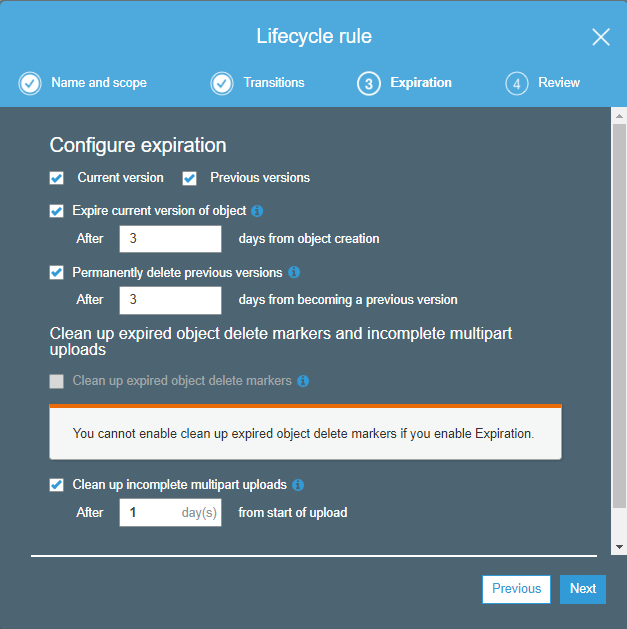 Lifecycle rule
Name and scope
Transitions
3 Expiration
4 Review
Configure expiration
Current version Previous versions
Expire current version of object
After 3 days from object creation
Permanently delete previous versions
After 3 days from becoming a previous version
Clean up expired object delete markers and incomplete multipart
uploads
Clean up expired object delete markers
You cannot enable clean up expired object delete markers if you enable Expiration.
Clean up incomplete multipart uploads
After 1 day(s) from start of upload
Previous Next